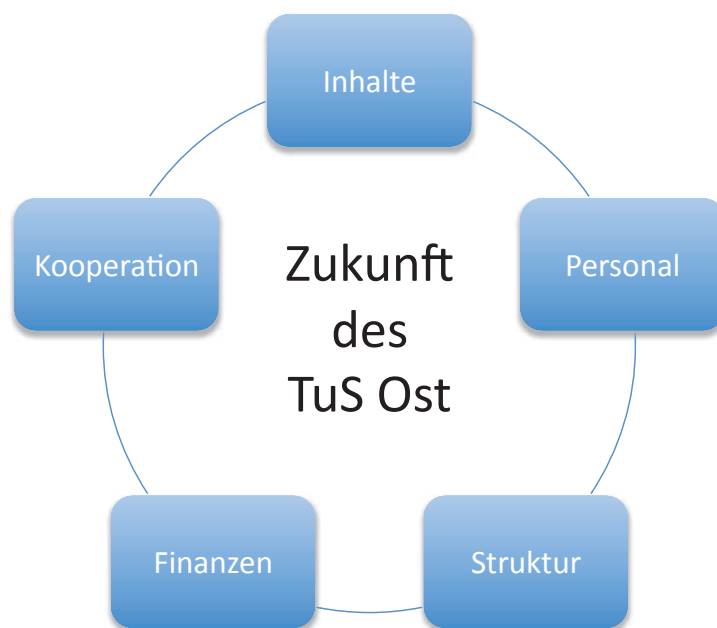 Inhalte
Kooperation
Personal
Zukunft
des
TuS Ost
Finanzen
Struktur